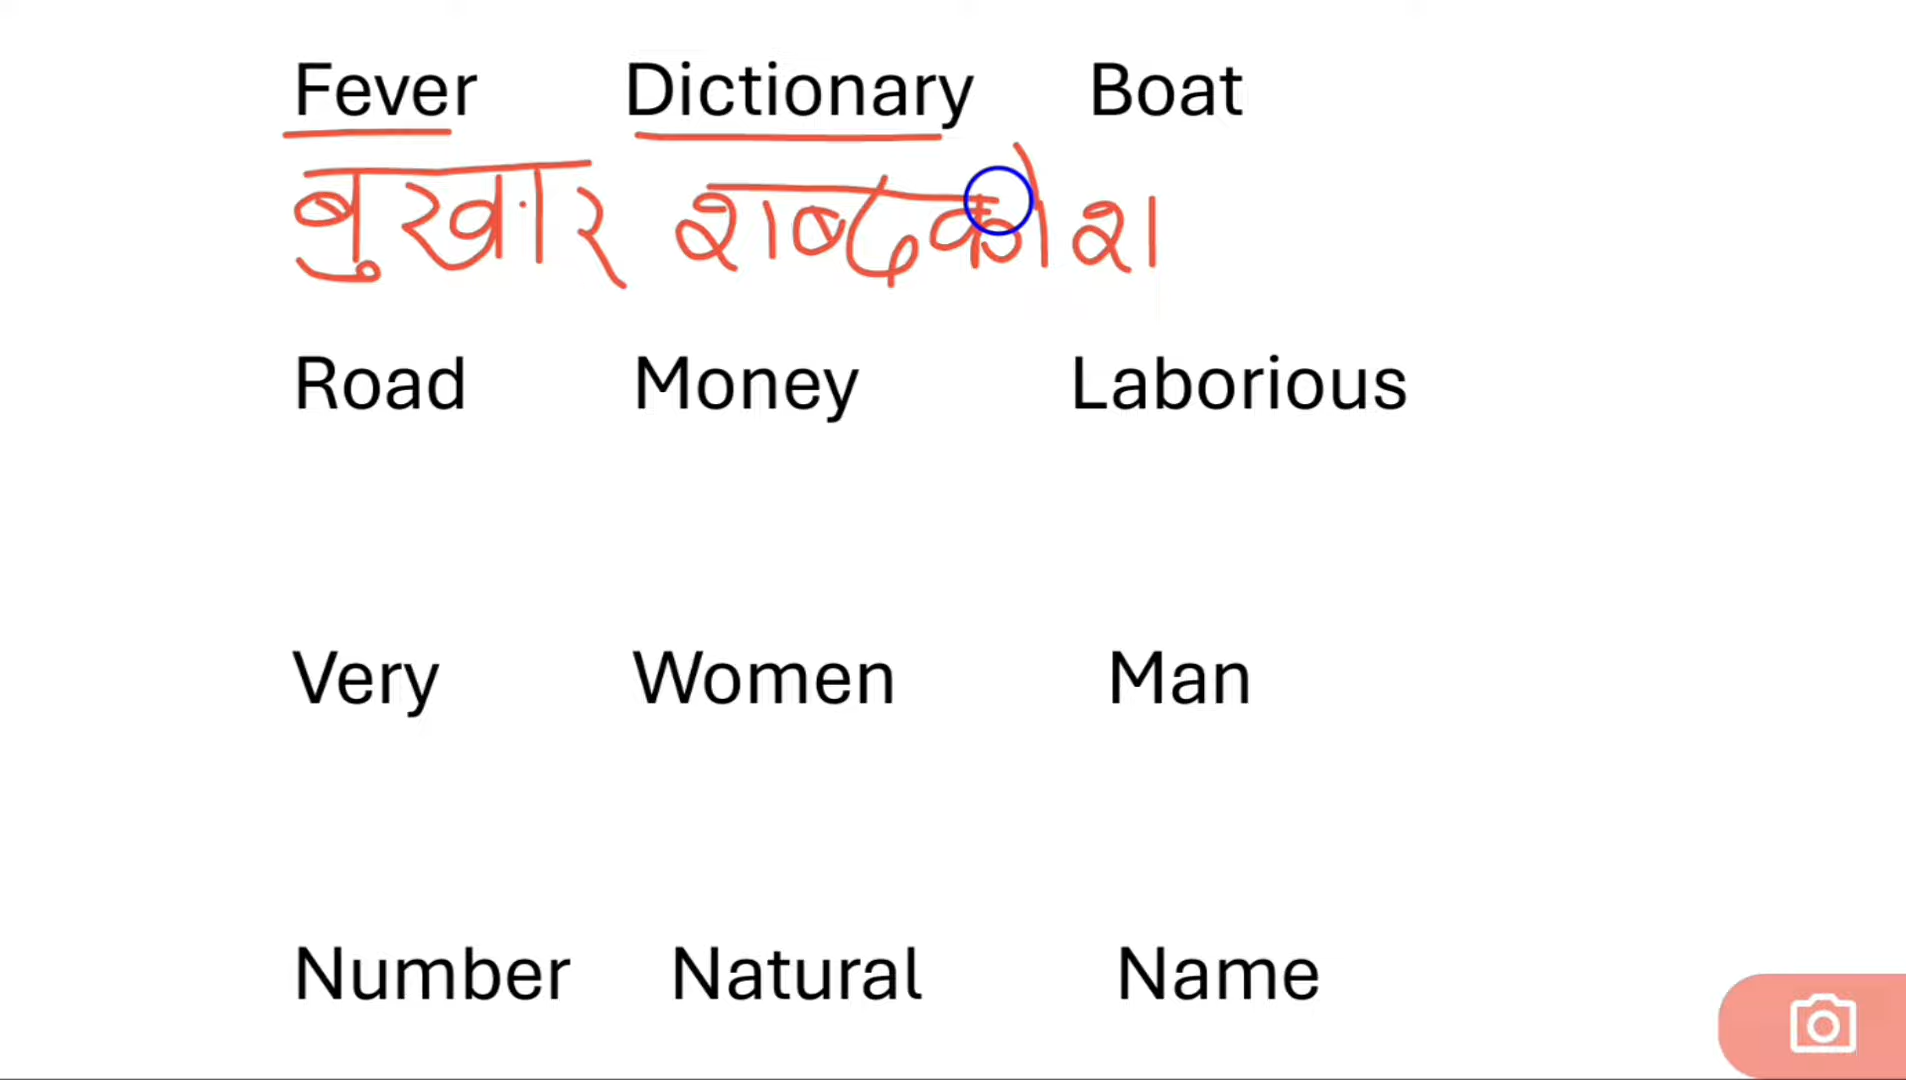 Fever Dictionary Boat
बुखार शब्दकोश
Road Money Laborious
Very Women Man
Number Natural Name